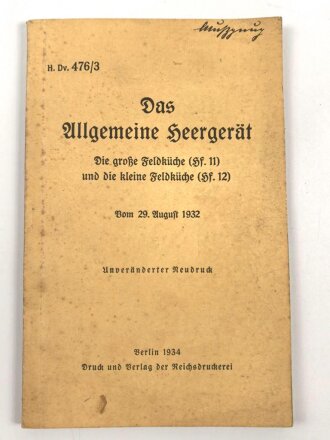 H. Dv. 476/3
Das
Allgemeine Heergerät
Die große Feldküche (Hf. 11)
und die kleine Feldküche (Hf. 12)
Vom 29. August 1932
Unveränderter Neudruck
Berlin 1934
Druck und Verlag der Reichsdruckerei